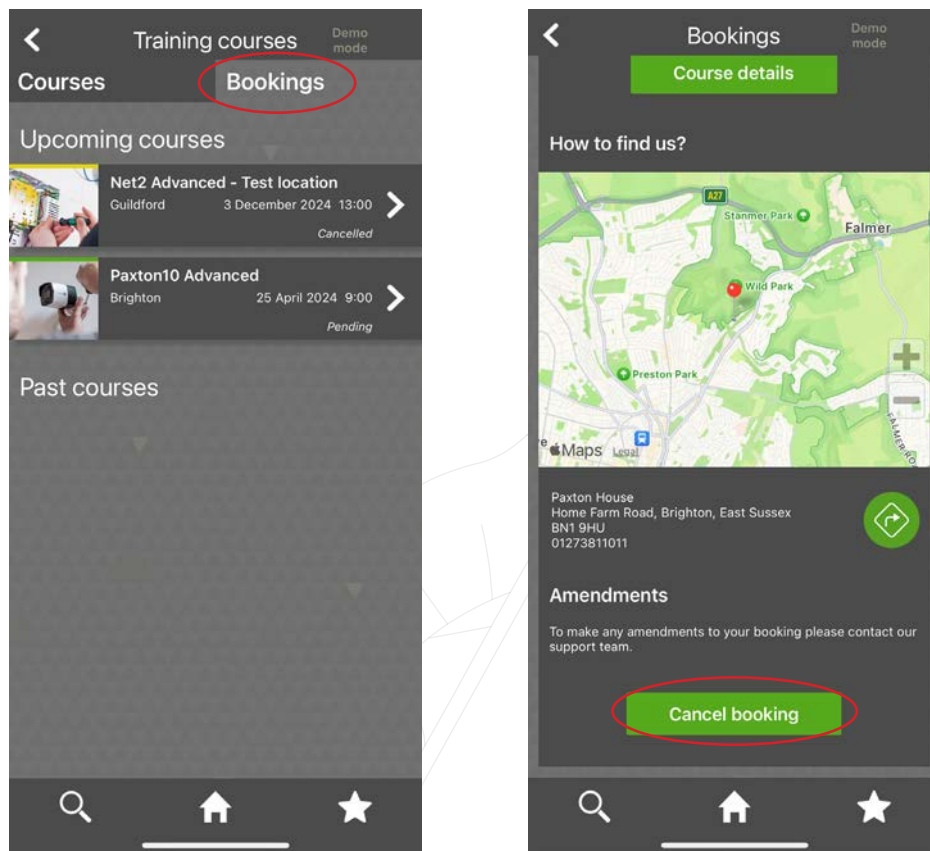 Training courses
Demo
mode
Courses
Bookings
Upcoming courses
Net2 Advanced - Test location
Guildford
3 December 2024 13:00
Cancelled
Paxton10 Advanced
Brighton
25 April 2024 9:00
Pending
Past courses
Bookings
Demo
mode
Course details
How to find us?
A27
Stanmer Park
Falmer
Wild Park
Preston Park
FALMER RO
Maps
Legal
Paxton House
Home Farm Road, Brighton, East Sussex
BN1 9HU
01273811011
Amendments
To make any amendments to your booking please contact our
support team.
Cancel booking